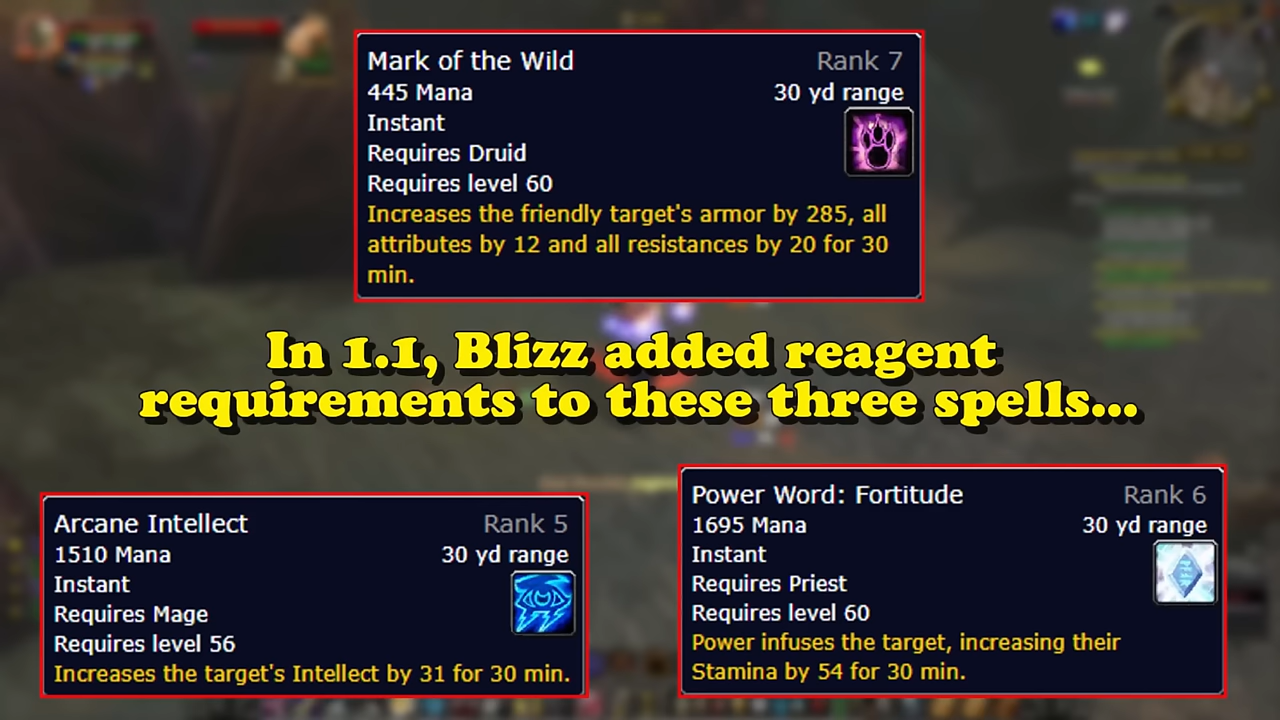 Mark of the Wild Rank 7
445 Mana 30 yd range
Instant
Requires Druid
Requires level 60
Increases the friendly target's armor by 285, all
attributes by 12 and all resistances by 20 for 30
min.
In 1.1, Blizz added reagent
requirements to these three spells...
Arcane Intellect Rank 5
1510 Mana 30 yd range
Instant
Requires Mage
Requires level 56
Increases the target's Intellect by 31 for 30 min.
Power Word: Fortitude Rank 6
1695 Mana 30 yd range
Instant
Requires Priest
Requires level 60
Power infuses the target, increasing their
Stamina by 54 for 30 min.